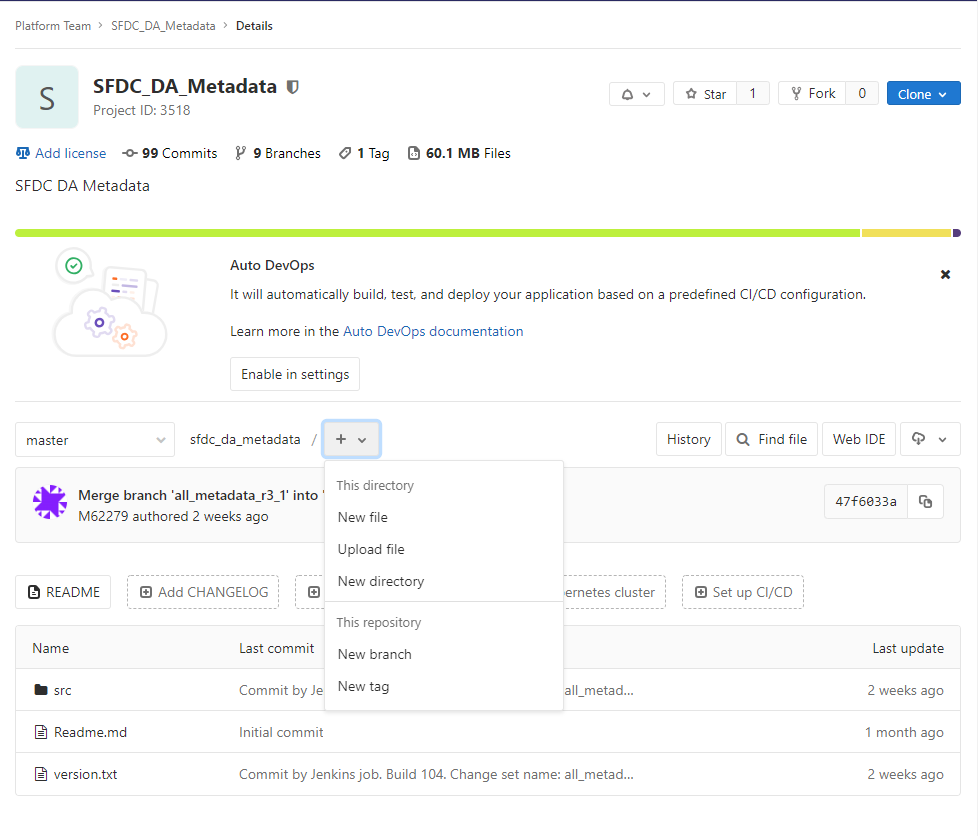 Platform Team > SFDC_DA_Metadata > Details
S
SFDC_DA_Metadata
Project ID: 3518
Star 1
Fork 0
Clone
Add license 99 Commits 9 Branches 1 Tag 60.1 MB Files
SFDC DA Metadata
Auto DevOps
It will automatically build, test, and deploy your application based on a predefined CI/CD configuration.
Learn more in the Auto DevOps documentation
Enable in settings
master sfdc_da_metadata / + History Find file Web IDE
Merge branch 'all_metadata_r3_1' into '
M62279 authored 2 weeks ago
47f6033a
This directory
New file
Upload file
New directory
This repository
New branch
New tag
README Add CHANGELOG ernetes cluster Set up CI/CD
Name Last commit Last update
src Commit by Je all_metad... 2 weeks ago
Readme.md Initial commit 1 month ago
version.txt Commit by Jenkins job. Build 104. Change set name: all_metad... 2 weeks ago